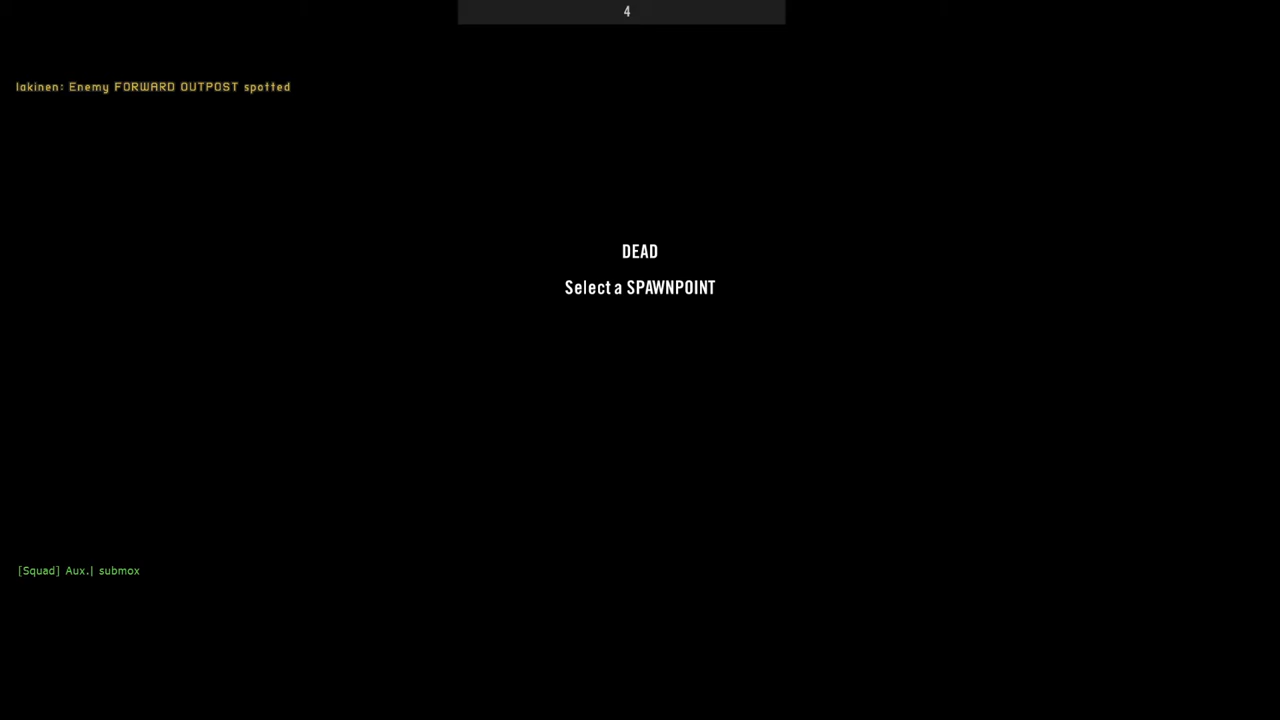 4
lakinen: Enemy FORWARD OUTPOST spotted
DEAD
Select a SPAWNPOINT
[Squad] Aux.| submox